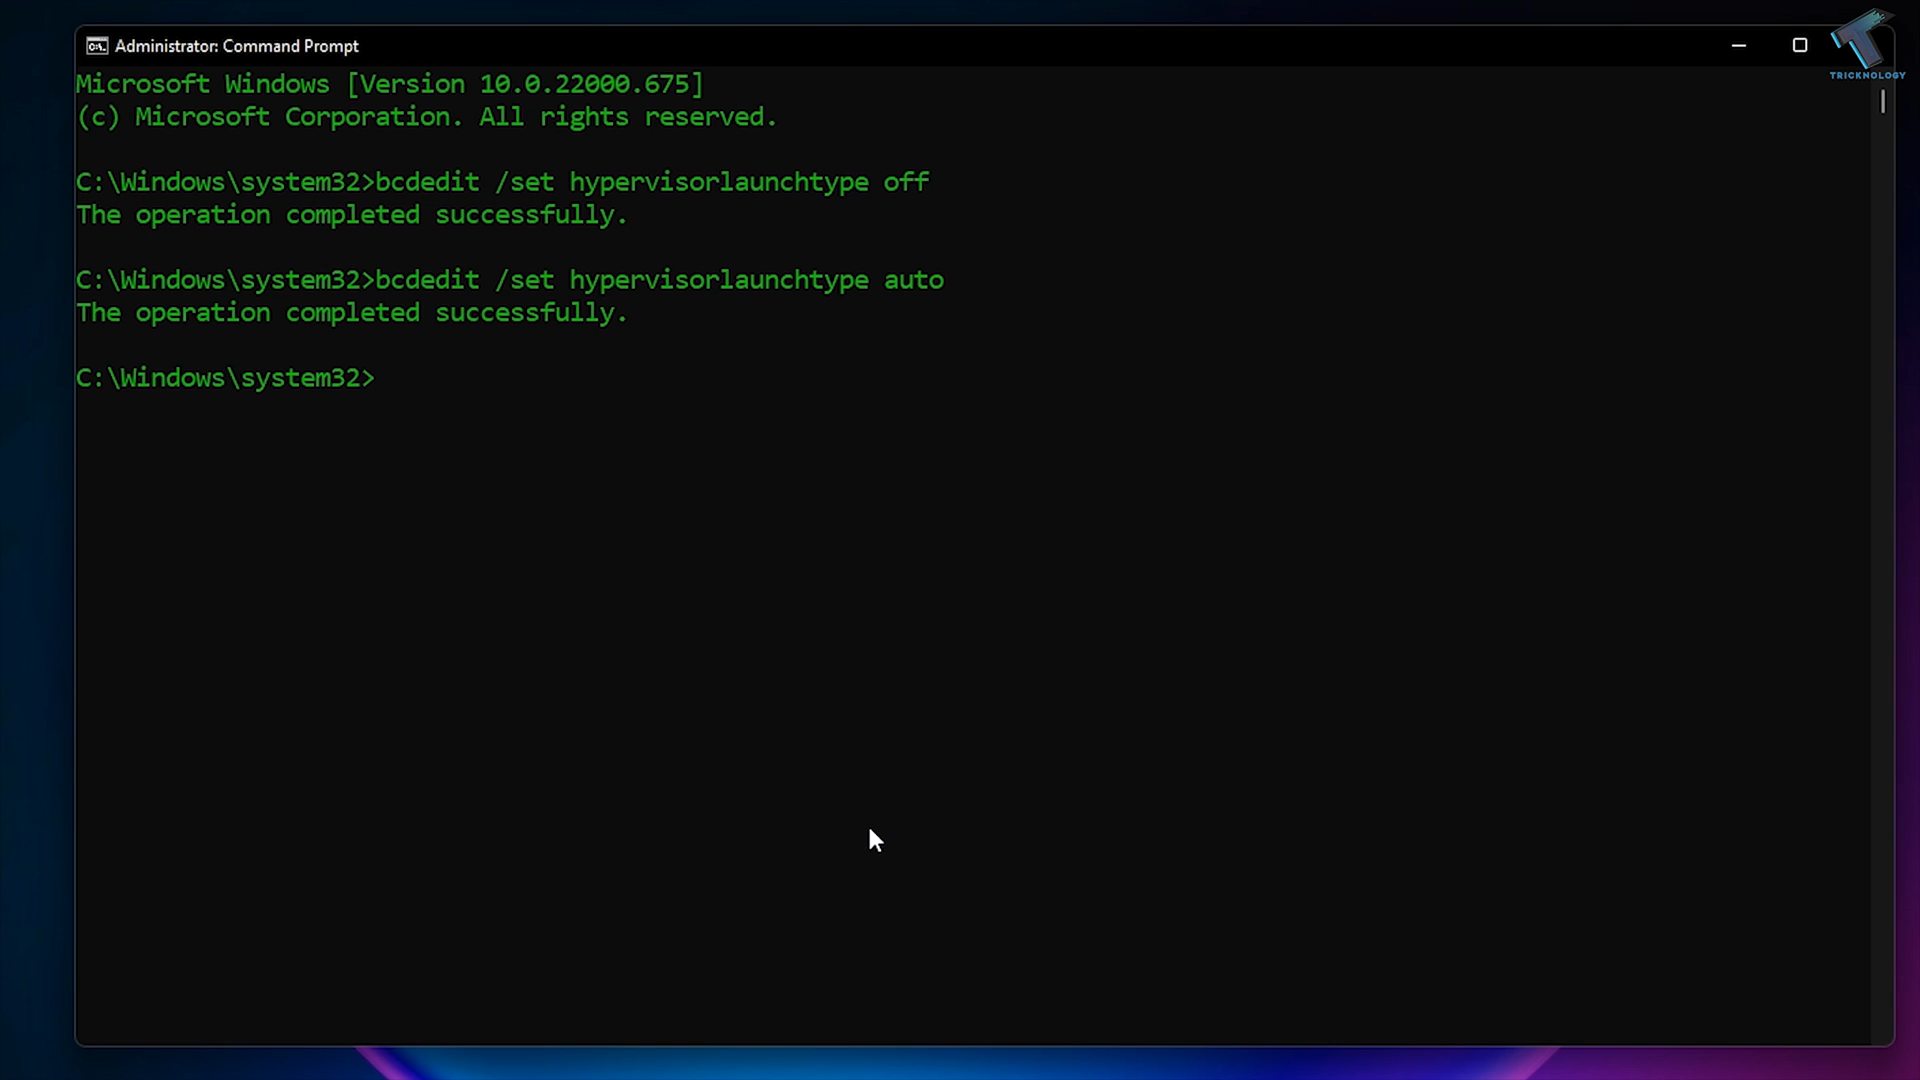 Administrator: Command Prompt
TRICKNOLOGY
Microsoft Windows [Version 10.0.22000.675]
(c) Microsoft Corporation. All rights reserved.
C:\Windows\system32>bcdedit /set hypervisorlaunchtype off
The operation completed successfully.
C:\Windows\system32>bcdedit /set hypervisorlaunchtype auto
The operation completed successfully.
C:\Windows\system32>